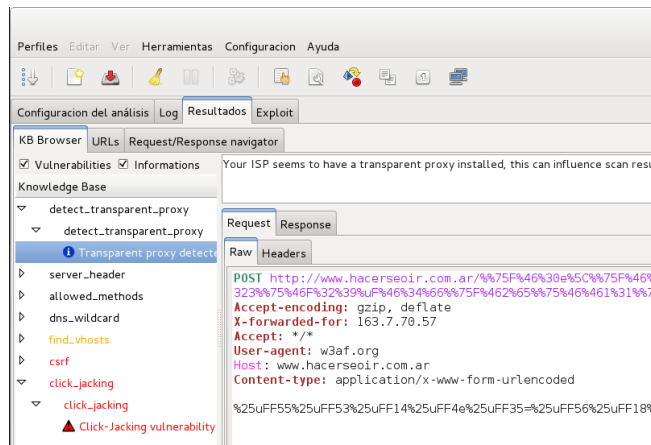 Perfiles Editar Ver Herramientas Configuracion Ayuda
Configuracion del análisis Log Resultados Exploit
KB Browser URLs Request/Response navigator
Vulnerabilities Informations
Knowledge Base
detect_transparent_proxy
detect_transparent_proxy
Transparent proxy detecte
server_header
allowed_methods
dns_wildcard
find_vhosts
csrf
click_jacking
click_jacking
Click-Jacking vulnerability
Your ISP seems to have a transparent proxy installed, this can influence scan resu
Request Response
Raw Headers
POST http://www.hacerseoir.com.ar/%%75F%46%30e%5C%%75F%46%
323%%75%46F%32%39%uF%46%34%66%%75F%462%65%%75%46%461%31%%7
Accept-encoding: gzip, deflate
X-forwarded-for: 163.7.70.57
Accept: */*
User-agent: w3af.org
Host: www.hacerseoir.com.ar
Content-type: application/x-www-form-urlencoded
%25uFF55%25uFF53%25uFF14%25uFF4e%25uFF35=%25uFF56%25uFF18%